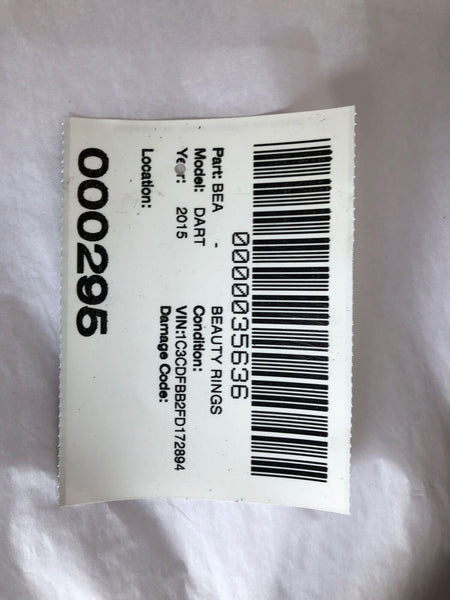 0000035636
Part: BEA - BEAUTY RINGS
Model: DART Condition:
Year: 2015 VIN:1C3CDFBB2FD172894
Damage Code:
Location:
000295